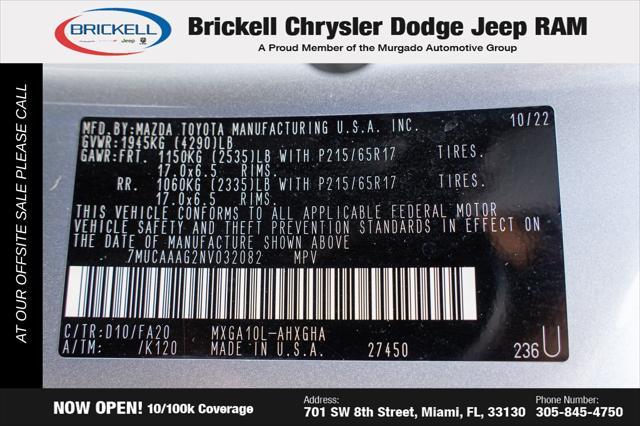 BRICKELL
Jeep
Brickell Chrysler Dodge Jeep RAM
A Proud Member of the Murgado Automotive Group
AT OUR OFFSITE SALE PLEASE CALL
MFD.BY:MAZDA TOYOTA MANUFACTURING U.S.A. INC. 10/22
GVWR:1945KG (4290)LB
GAWR:FRT. 1150KG (2535)LB WITH P215/65R17 TIRES.
17.0x6.5 RIMS.
RR. 1060KG (2335)LB WITH P215/65R17 TIRES.
17.0x6.5 RIMS.
THIS VEHICLE CONFORMS TO ALL APPLICABLE FEDERAL MOTOR
VEHICLE SAFETY AND THEFT PREVENTION STANDARDS IN EFFECT ON
THE DATE OF MANUFACTURE SHOWN ABOVE
7MUCAAAG2NV032082 MPV
C/TR:D10/FA20 MXGA10L-AHXGHA
A/TM: /K120 MADE IN U.S.A. 27450 236U
NOW OPEN! 10/100k Coverage
Address:
701 SW 8th Street, Miami, FL, 33130
Phone Number:
305-845-4750